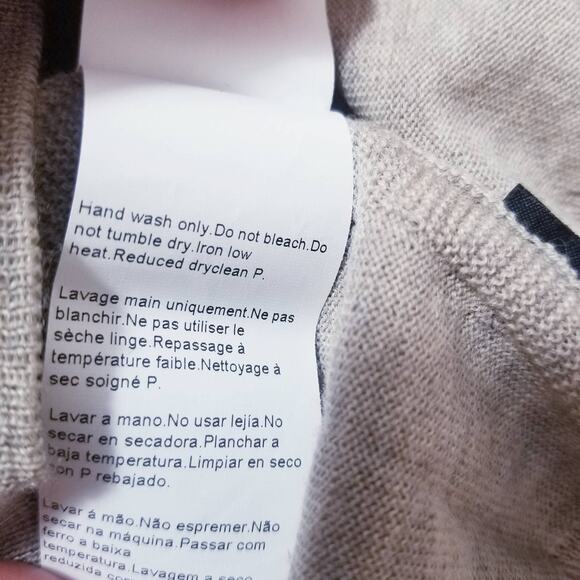 Hand wash only.Do not bleach.Do
not tumble dry.Iron low
heat.Reduced dryclean P.
Lavage main uniquement.Ne pas
blanchir.Ne pas utiliser le
sèche linge.Repassage à
température faible.Nettoyage à
sec soigné P.
Lavar a mano.No usar lejía.No
secar en secadora.Planchar a
baja temperatura.Limpiar en seco
con P rebajado.
Lavar á mão.Não espremer.Não
secar na máquina.Passar com
ferro a baixa
temperatura.Lavagem a seco
reduzida com